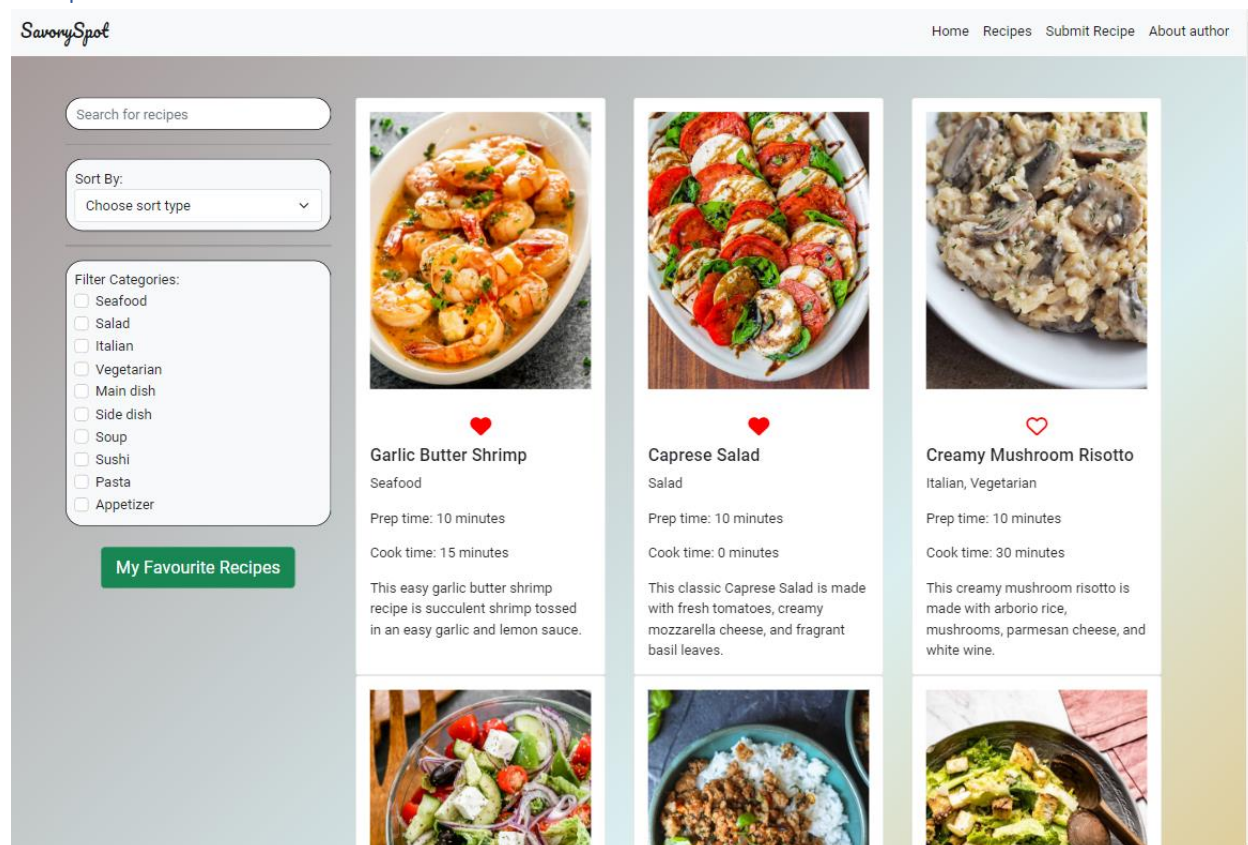 SavorySpot
Home Recipes Submit Recipe About author
Search for recipes
Sort By:
Choose sort type
Filter Categories:
Seafood
Salad
Italian
Vegetarian
Main dish
Side dish
Soup
Sushi
Pasta
Appetizer
My Favourite Recipes
Garlic Butter Shrimp
Seafood
Prep time: 10 minutes
Cook time: 15 minutes
This easy garlic butter shrimp
recipe is succulent shrimp tossed
in an easy garlic and lemon sauce.
Caprese Salad
Salad
Prep time: 10 minutes
Cook time: 0 minutes
This classic Caprese Salad is made
with fresh tomatoes, creamy
mozzarella cheese, and fragrant
basil leaves.
Creamy Mushroom Risotto
Italian, Vegetarian
Prep time: 10 minutes
Cook time: 30 minutes
This creamy mushroom risotto is
made with arborio rice,
mushrooms, parmesan cheese, and
white wine.